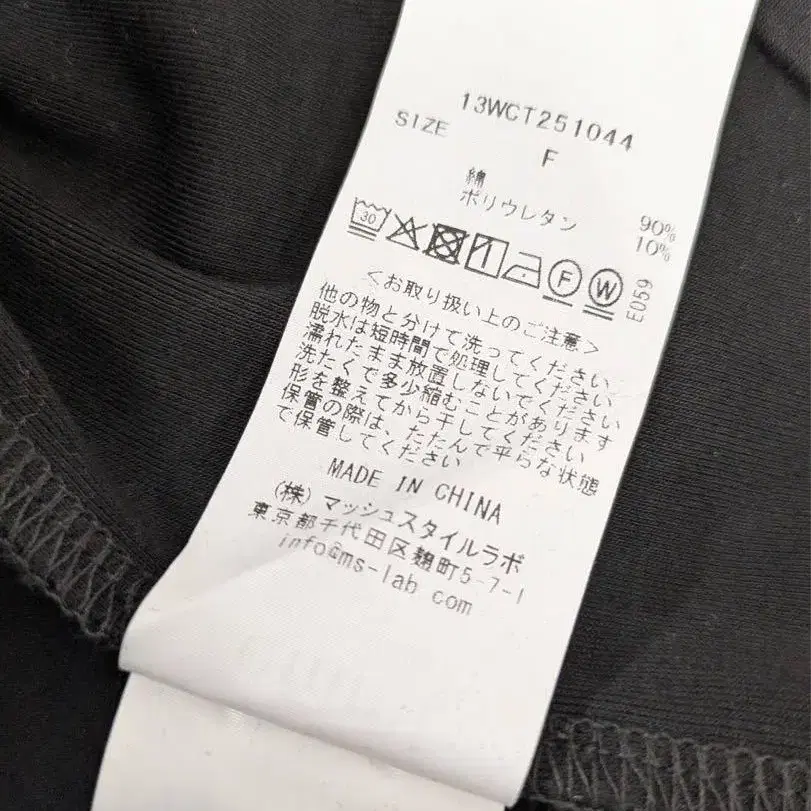 13WCT251044
SIZE F
綿 90%
ポリウレタン 10%
30 F W E059
<お取り扱い上のご注意>
他の物と分けて洗ってください
脱水は短時間で処理してください
濡れたまま放置しないでください
洗たくで多少縮むことがあります
形を整えてから干してください
保管の際は、たたんで平らな状態
で保管してください
MADE IN CHINA
(株)マッシュスタイルラボ
東京都千代田区麹町5-7-1
info@ms-lab com